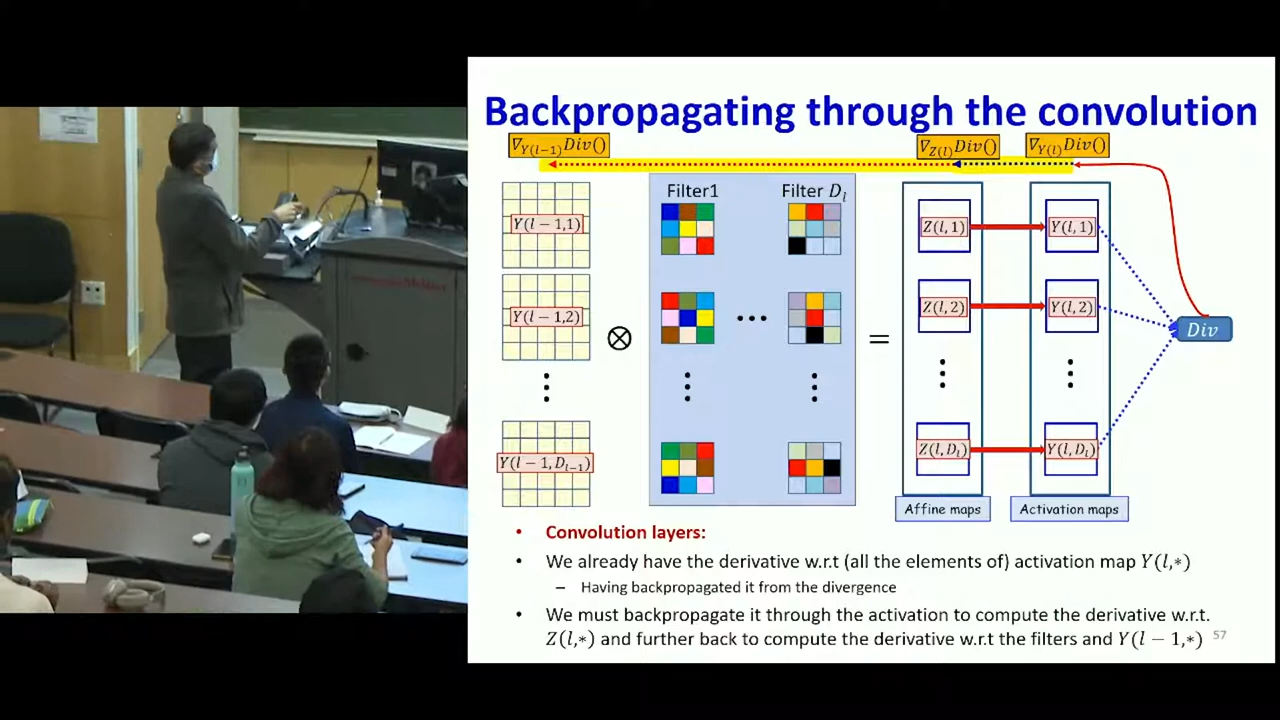 Backpropagating through the convolution
∇Y(l−1)Div()
∇Z(l)Div()
∇Y(l)Div()
Filter1
Filter Dl
Y(l−1,1)
Z(l,1)
Y(l,1)
Y(l−1,2)
⊗
...
=
Z(l,2)
Y(l,2)
Div
Y(l−1,Dl−1)
Z(l,Dl)
Y(l,Dl)
Affine maps
Activation maps
• Convolution layers:
• We already have the derivative w.r.t (all the elements of) activation map Y(l,*)
– Having backpropagated it from the divergence
• We must backpropagate it through the activation to compute the derivative w.r.t.
Z(l,*) and further back to compute the derivative w.r.t the filters and Y(l−1,*)
57